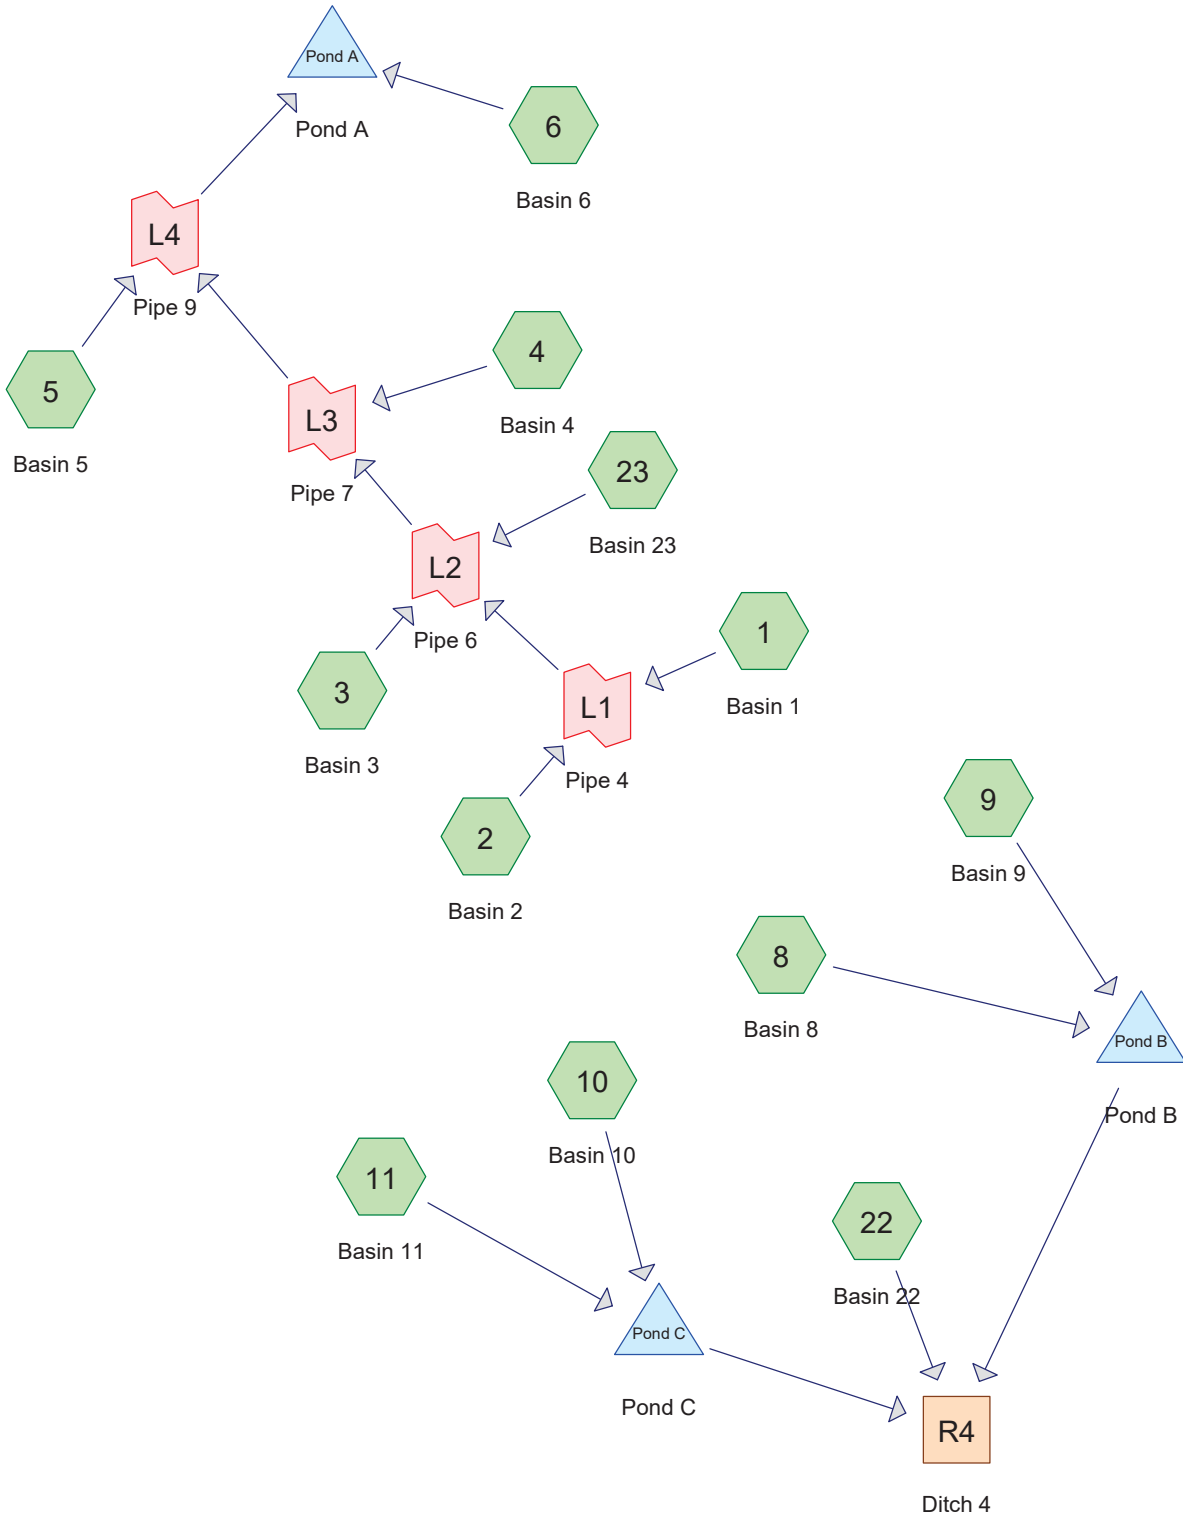 Pond A
Pond A
6
Basin 6
L4
Pipe 9
4
Basin 4
5
Basin 5
L3
Pipe 7
23
Basin 23
L2
Pipe 6
1
Basin 1
3
Basin 3
L1
Pipe 4
2
Basin 2
9
Basin 9
8
Basin 8
Pond B
Pond B
10
Basin 10
11
Basin 11
22
Basin 22
Pond C
Pond C
R4
Ditch 4